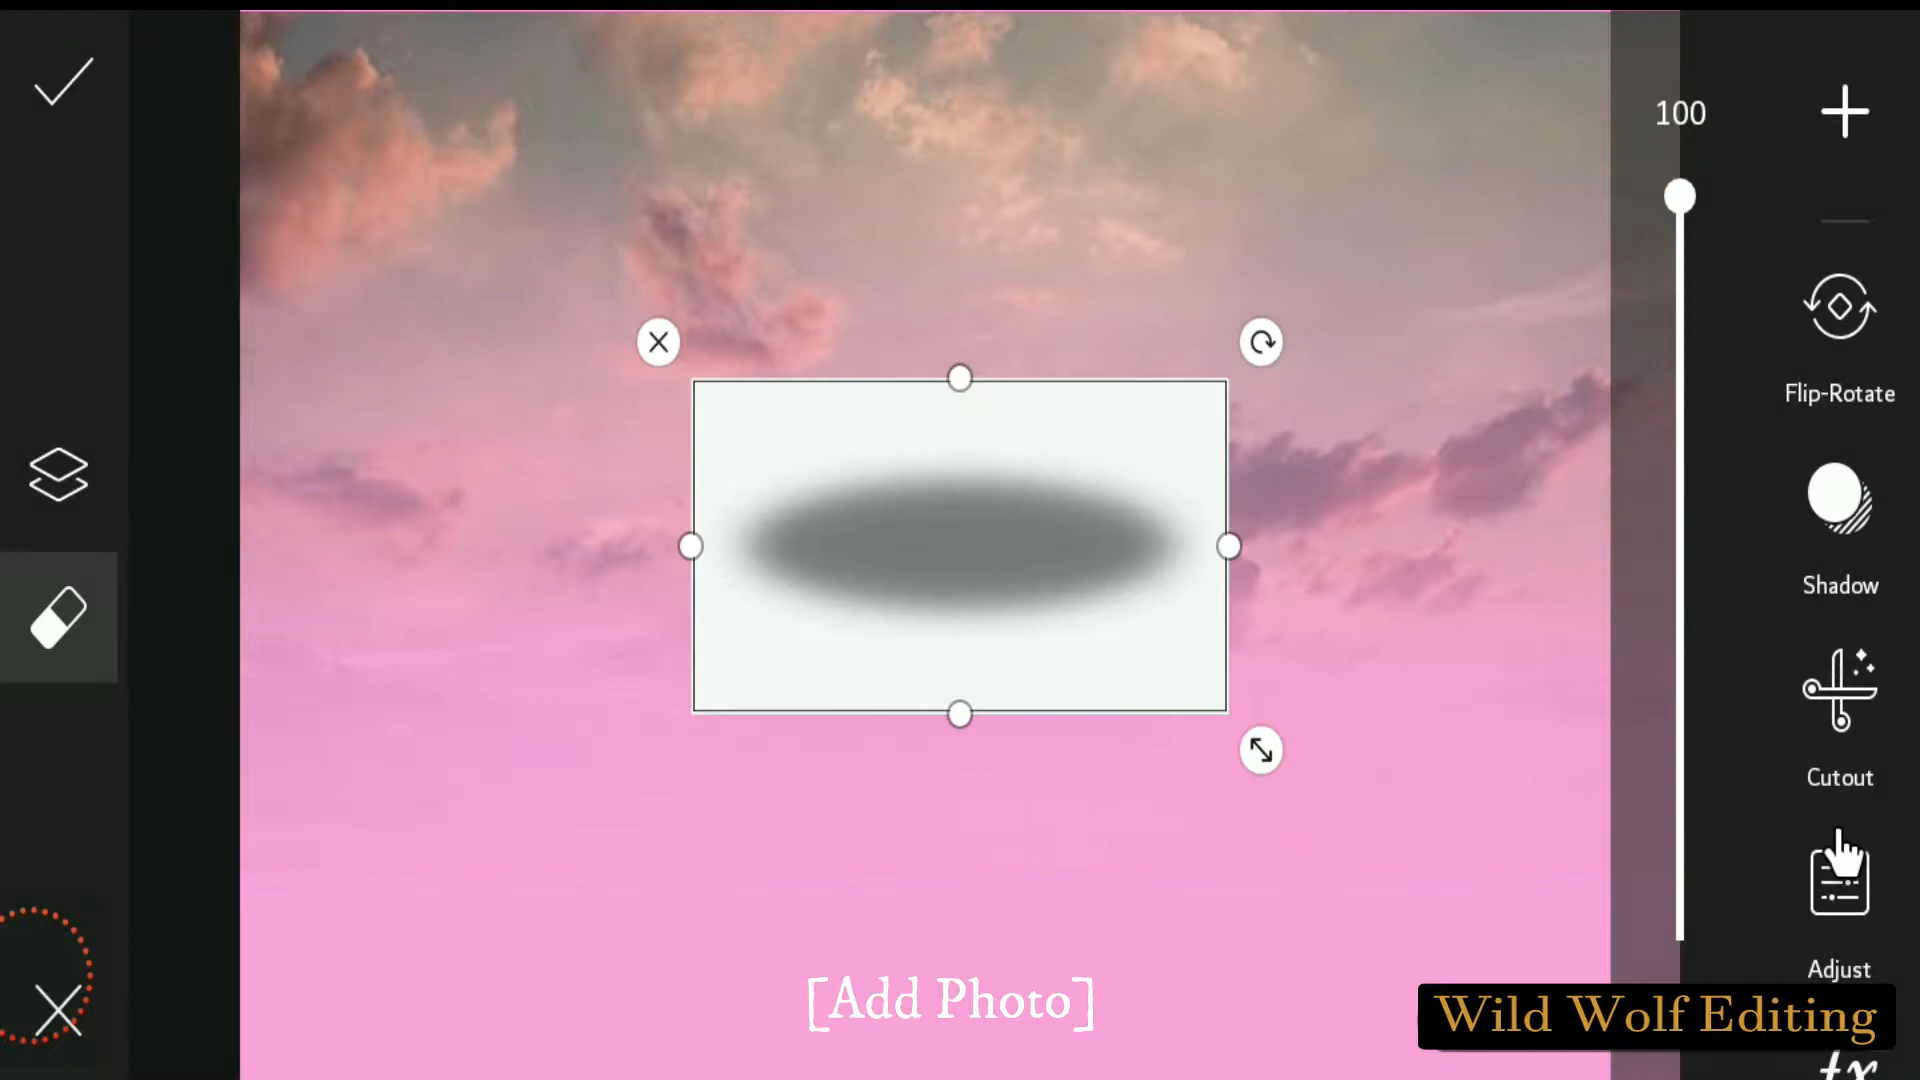 100
Flip-Rotate
Shadow
Cutout
Adjust
[Add Photo]
Wild Wolf Editing